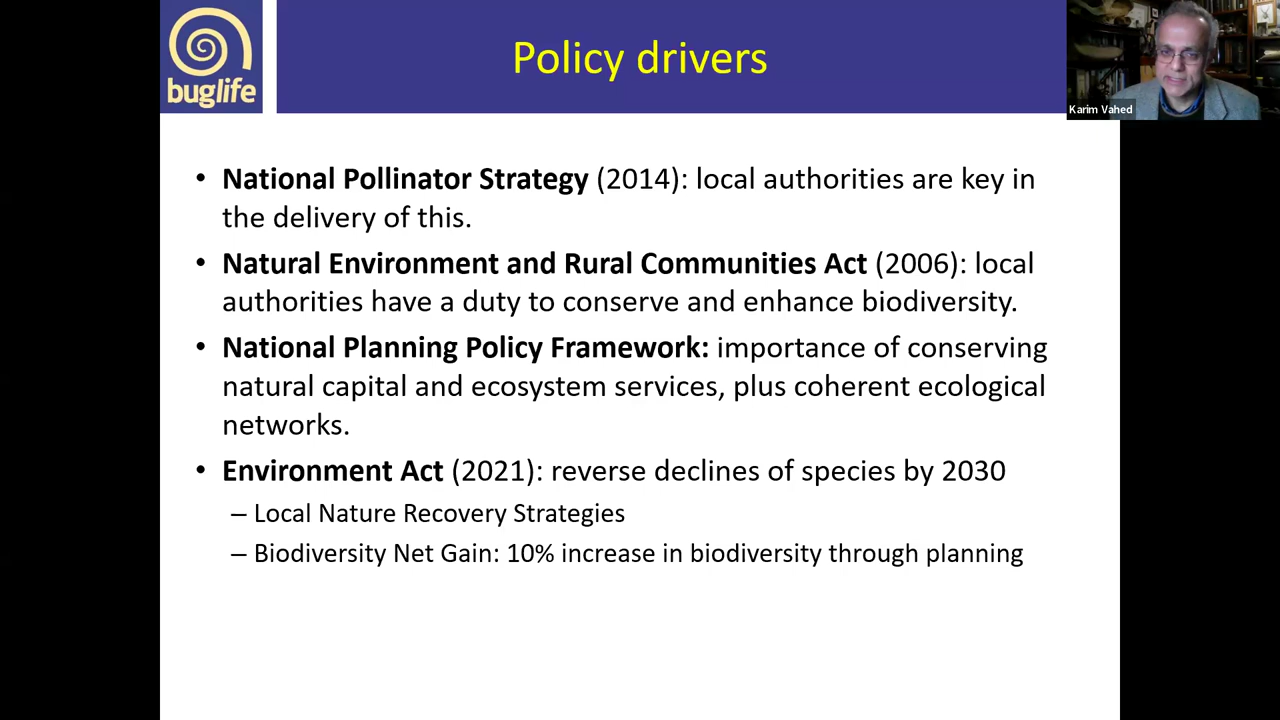 Policy drivers
buglife
Karim Vahed
• National Pollinator Strategy (2014): local authorities are key in
the delivery of this.
• Natural Environment and Rural Communities Act (2006): local
authorities have a duty to conserve and enhance biodiversity.
• National Planning Policy Framework: importance of conserving
natural capital and ecosystem services, plus coherent ecological
networks.
• Environment Act (2021): reverse declines of species by 2030
– Local Nature Recovery Strategies
– Biodiversity Net Gain: 10% increase in biodiversity through planning